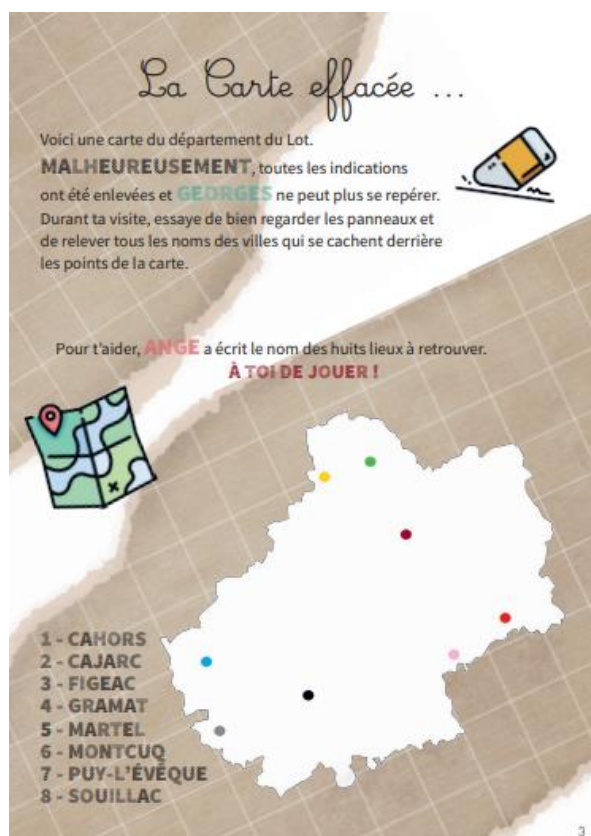 La Carte effacée ...
Voici une carte du département du Lot.
MALHEUREUSEMENT, toutes les indications
ont été enlevées et GEORGES ne peut plus se repérer.
Durant ta visite, essaye de bien regarder les panneaux et
de relever tous les noms des villes qui se cachent derrière
les points de la carte.
Pour t'aider, ANGE a écrit le nom des huits lieux à retrouver.
À TOI DE JOUER !
1 - CAHORS
2 - CAJARC
3 - FIGEAC
4 - GRAMAT
5 - MARTEL
6 - MONTCUQ
7 - PUY-L'ÉVÊQUE
8 - SOUILLAC
3